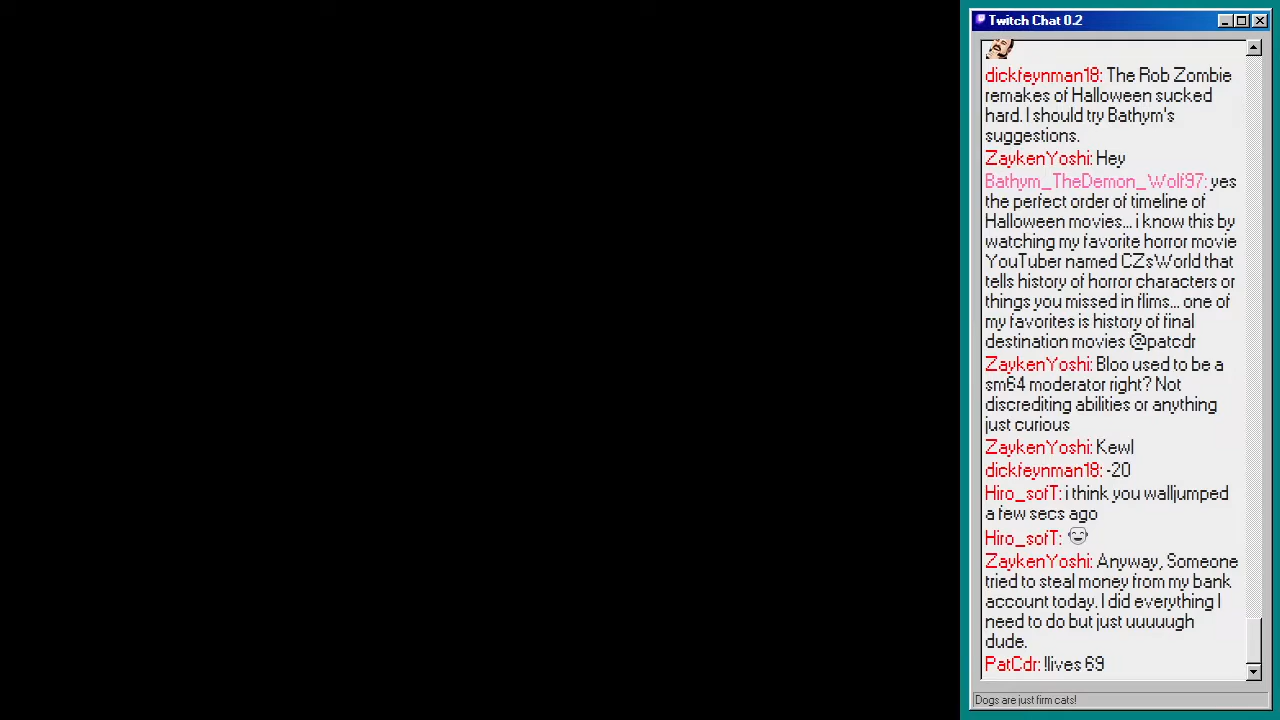 Twitch Chat 0.2
dickfeynman18: The Rob Zombie
remakes of Halloween sucked
hard. I should try Bathym's
suggestions.
ZaykenYoshi: Hey
Bathym_TheDemon_Wolf97: yes
the perfect order of timeline of
Halloween movies... i know this by
watching my favorite horror movie
YouTuber named CZsWorld that
tells history of horror characters or
things you missed in flims... one of
my favorites is history of final
destination movies @patcdr
ZaykenYoshi: Bloo used to be a
sm64 moderator right? Not
discrediting abilities or anything
just curious
ZaykenYoshi: Kewl
dickfeynman18: -20
Hiro_sofT: i think you walljumped
a few secs ago
Hiro_sofT:
ZaykenYoshi: Anyway, Someone
tried to steal money from my bank
account today. I did everything I
need to do but just uuuuugh
dude.
PatCdr: !lives 69
Dogs are just firm cats!